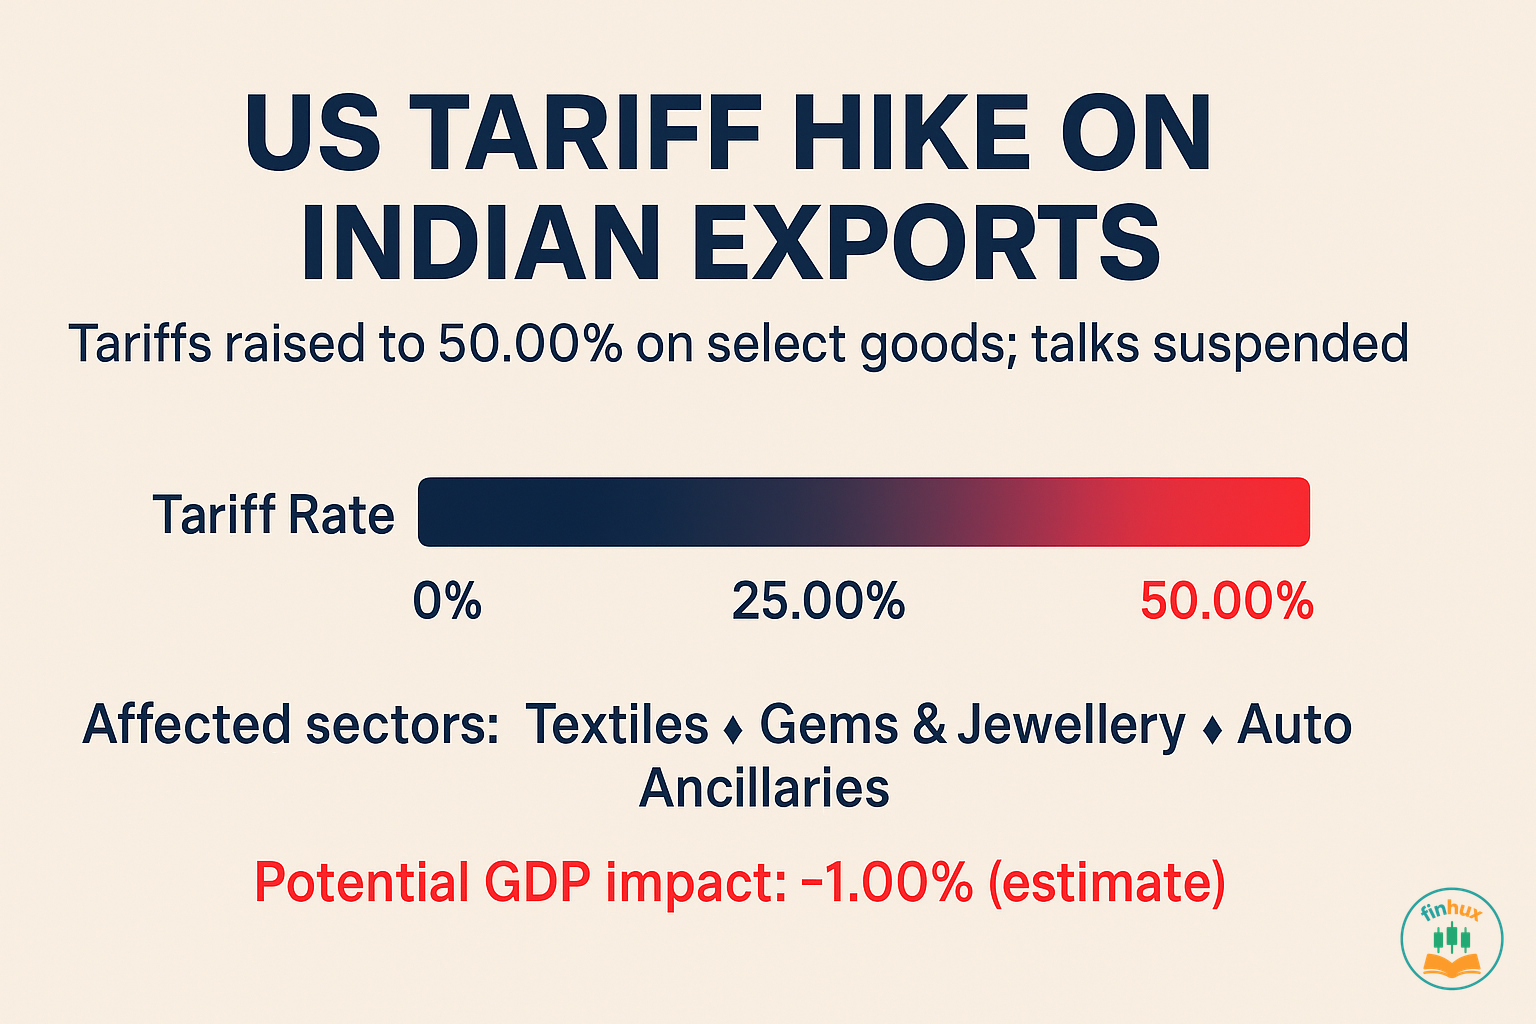 US TARIFF HIKE ON
INDIAN EXPORTS
Tariffs raised to 50.00% on select goods; talks suspended
Tariff Rate
0% 25.00% 50.00%
Affected sectors: Textiles ♦ Gems & Jewellery ♦ Auto
Ancillaries
Potential GDP impact: –1.00% (estimate)
finhux